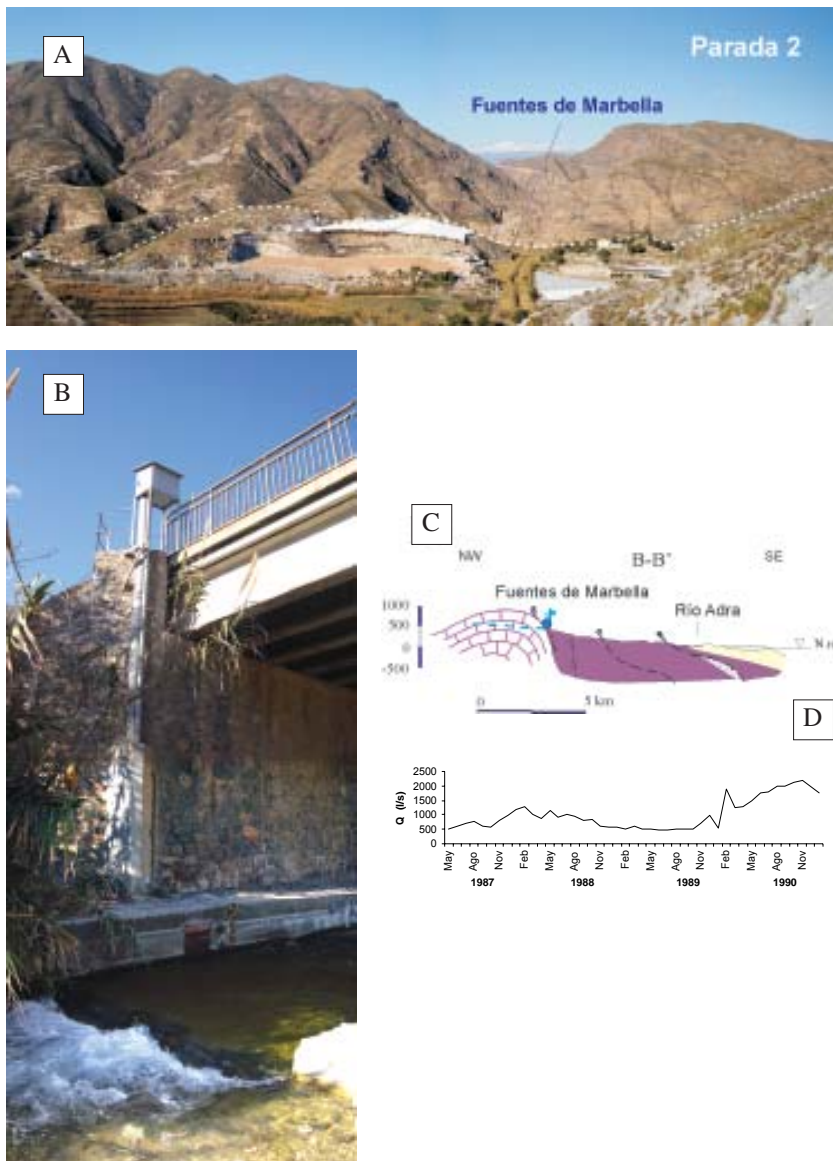 A
Parada 2
Fuentes de Marbella
B
C
NW B-B' SE
Fuentes de Marbella
Río Adra
1000
500
0
-500
0 5 km
D
2500
2000
1500
1000
500
0
Q (l/s)
May Ago Nov Feb May Ago Nov Feb May Ago Nov Feb May Ago Nov
1987 1988 1989 1990